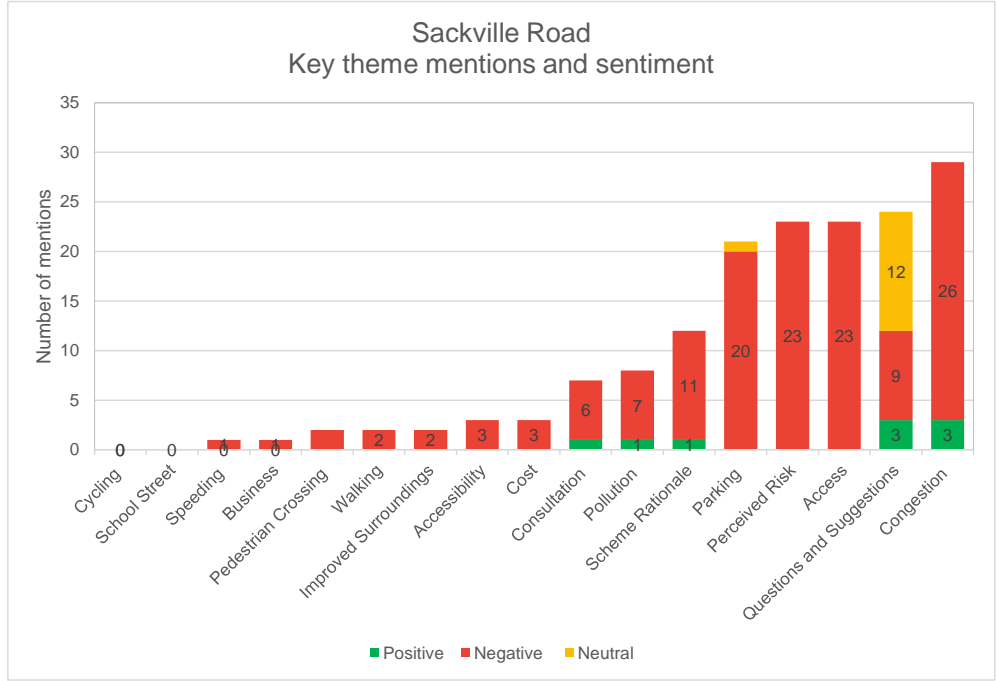 Sackville Road
Key theme mentions and sentiment
Number of mentions
35
30
25
20
15
10
5
0
0
0
1
0
1
0
2
2
3
3
6
7
1
11
1
20
23
23
12
9
3
26
3
Cycling
School Street
Speeding
Business
Pedestrian Crossing
Walking
Improved Surroundings
Accessibility
Cost
Consultation
Pollution
Scheme Rationale
Parking
Perceived Risk
Access
Questions and Suggestions
Congestion
Positive Negative Neutral